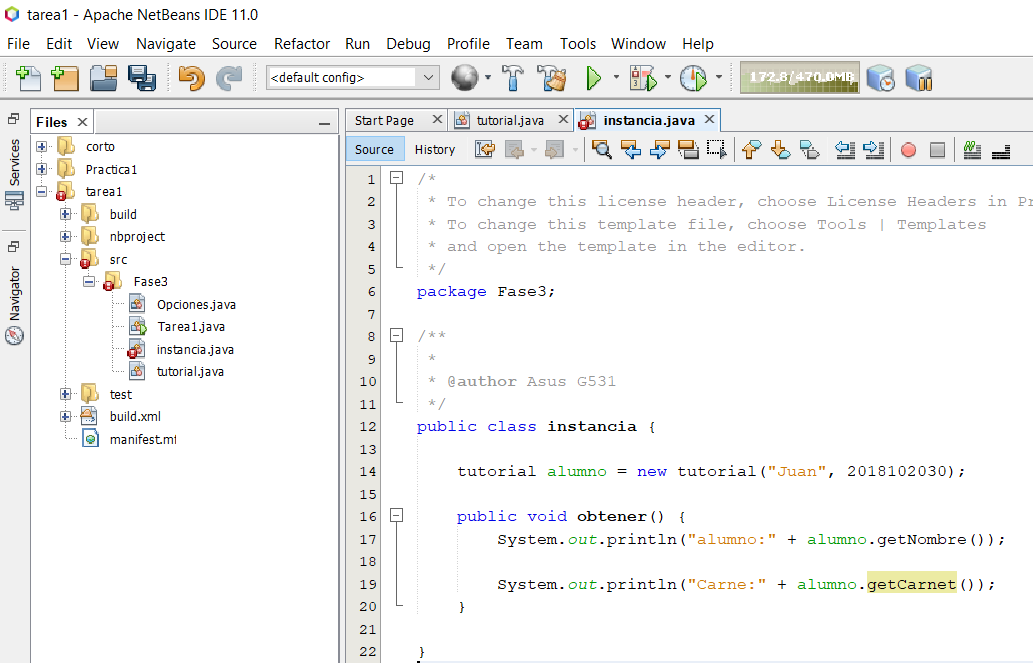 tarea1 - Apache NetBeans IDE 11.0
File Edit View Navigate Source Refactor Run Debug Profile Team Tools Window Help
<default config>
172.8/470.0MB
Services
Navigator
Files
corto
Practica1
tarea1
build
nbproject
src
Fase3
Opciones.java
Tarea1.java
instancia.java
tutorial.java
test
build.xml
manifest.mf
Start Page tutorial.java instancia.java
Source History
1 /*
2 * To change this license header, choose License Headers in Pr
3 * To change this template file, choose Tools | Templates
4 * and open the template in the editor.
5 */
6 package Fase3;
7
8 /**
9 *
10 * @author Asus G531
11 */
12 public class instancia {
13
14 tutorial alumno = new tutorial("Juan", 2018102030);
15
16 public void obtener() {
17 System.out.println("alumno:" + alumno.getNombre());
18
19 System.out.println("Carne:" + alumno.getCarnet());
20 }
21
22 }